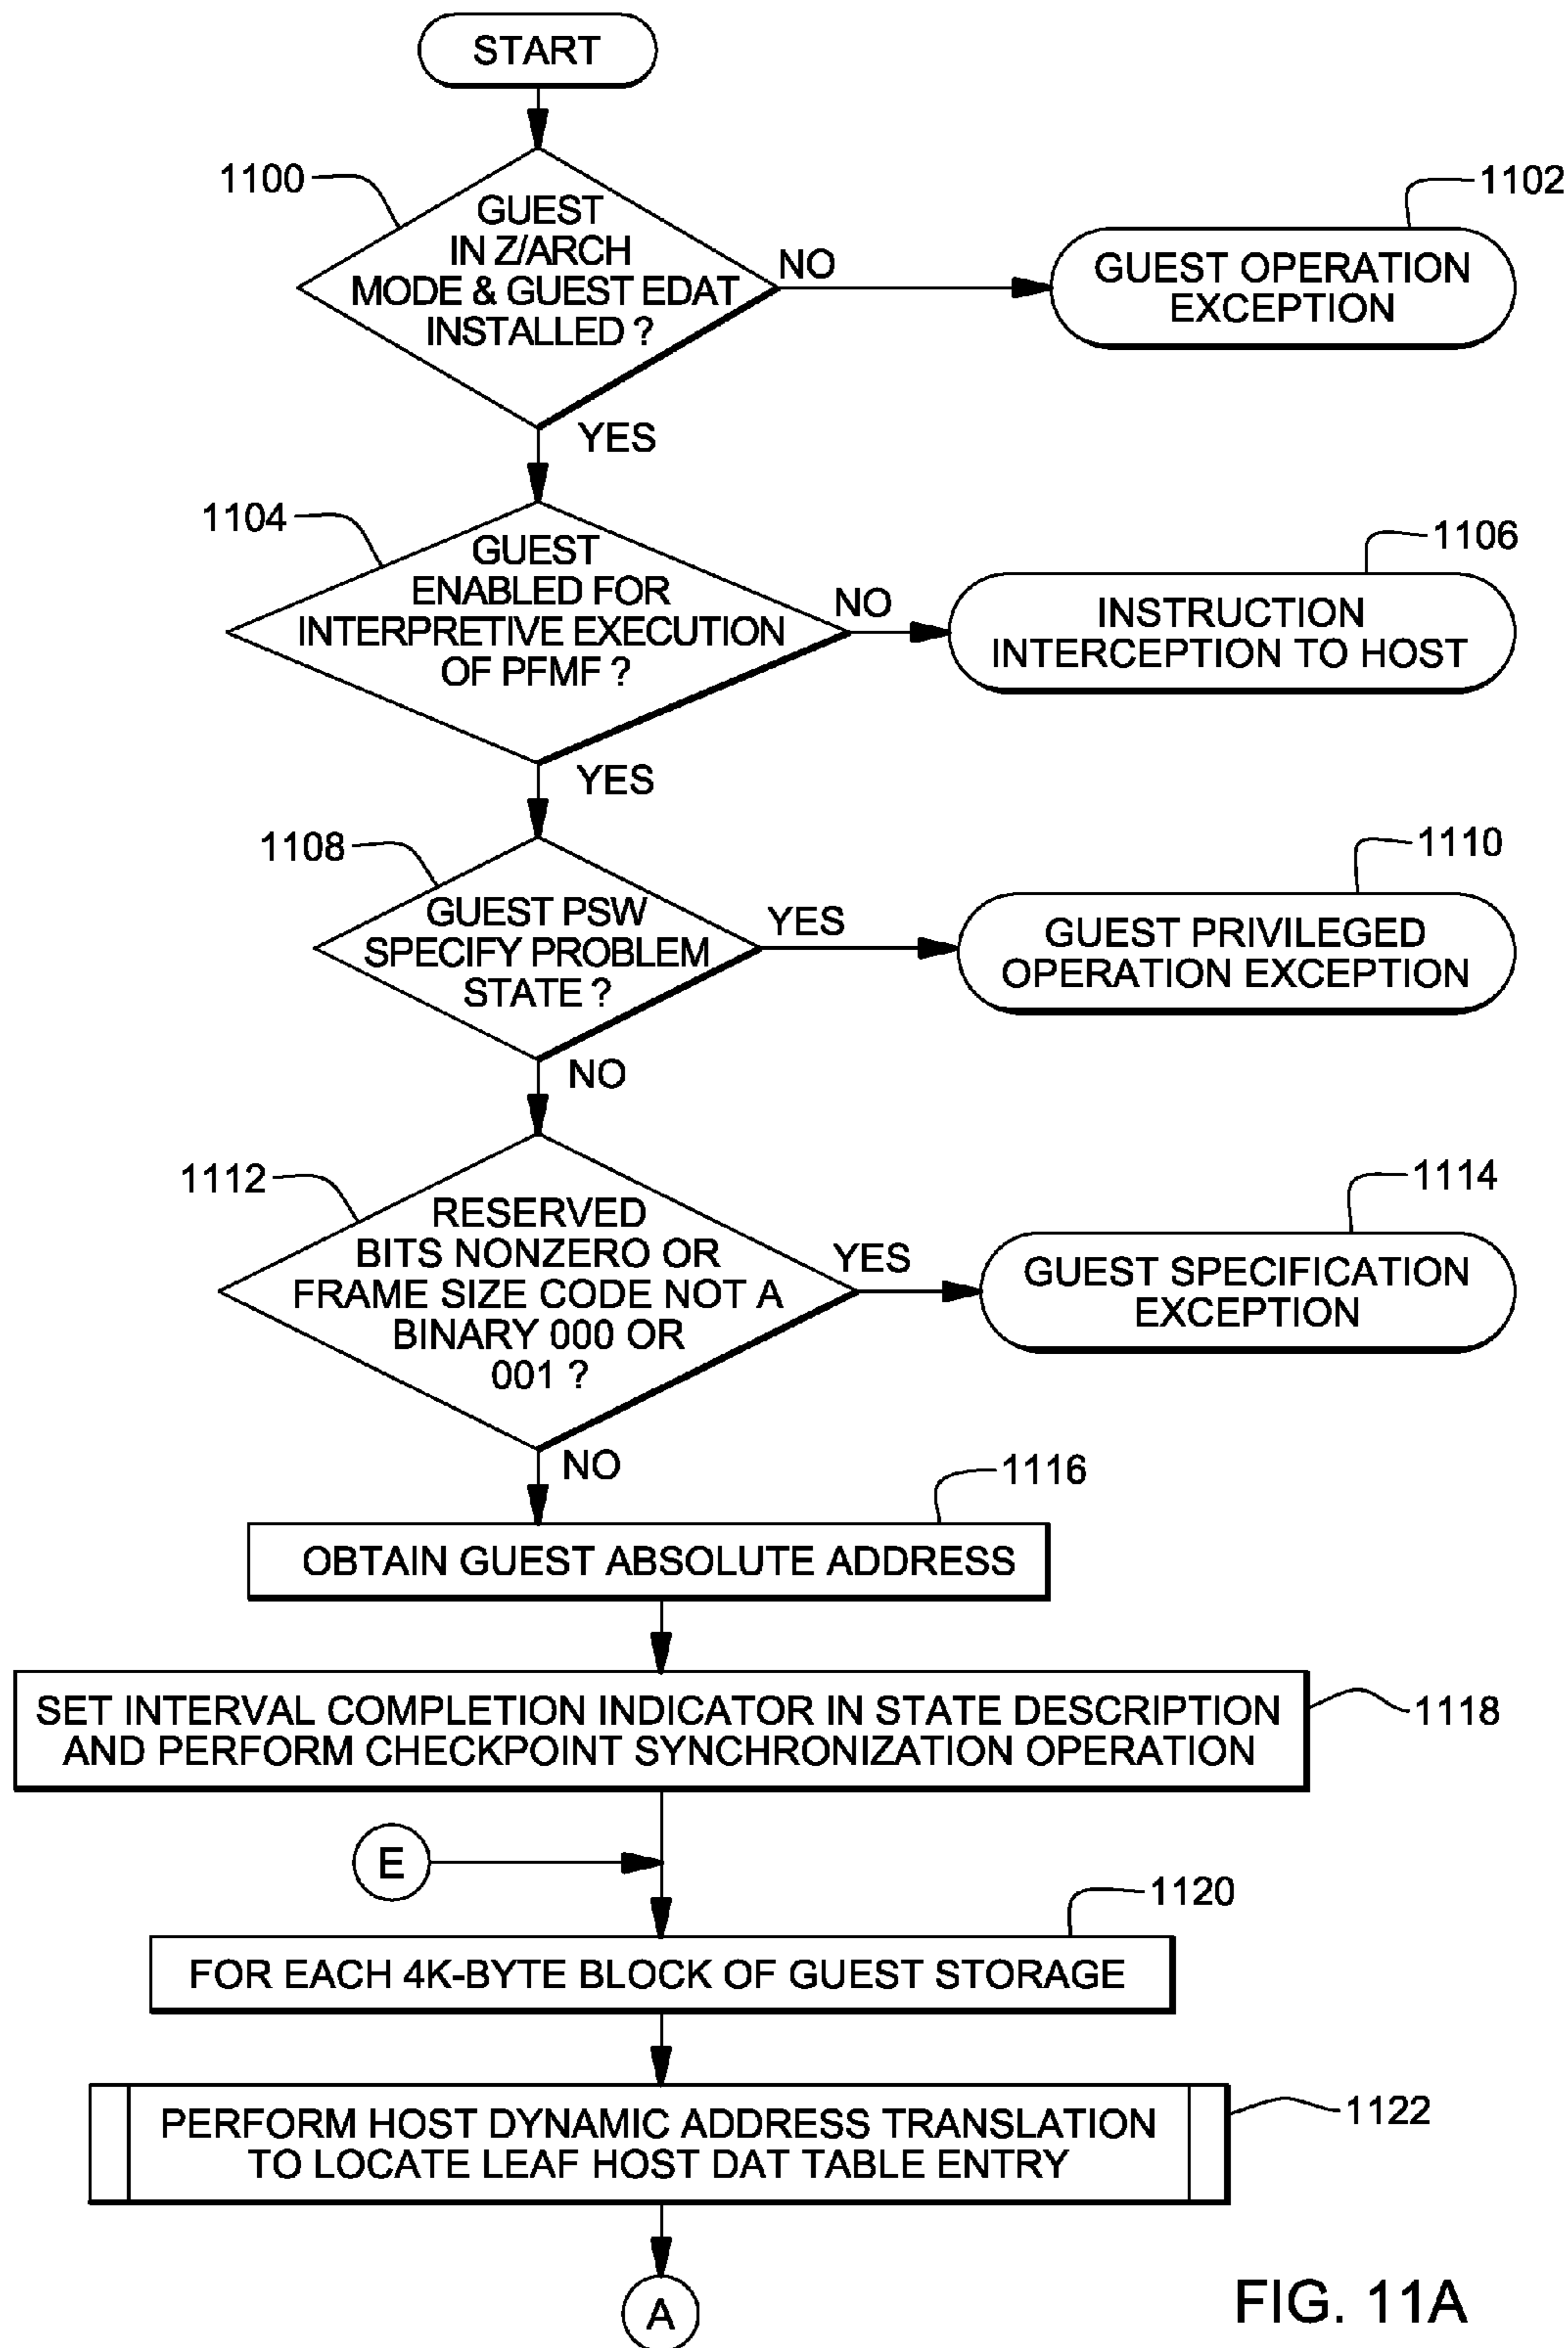 START
1100
GUEST
IN Z/ARCH
MODE & GUEST EDAT
INSTALLED ?
NO
1102
GUEST OPERATION
EXCEPTION
YES
1104
GUEST
ENABLED FOR
INTERPRETIVE EXECUTION
OF PFMF ?
NO
1106
INSTRUCTION
INTERCEPTION TO HOST
YES
1108
GUEST PSW
SPECIFY PROBLEM
STATE ?
YES
1110
GUEST PRIVILEGED
OPERATION EXCEPTION
NO
1112
RESERVED
BITS NONZERO OR
FRAME SIZE CODE NOT A
BINARY 000 OR
001 ?
YES
1114
GUEST SPECIFICATION
EXCEPTION
NO
1116
OBTAIN GUEST ABSOLUTE ADDRESS
SET INTERVAL COMPLETION INDICATOR IN STATE DESCRIPTION
AND PERFORM CHECKPOINT SYNCHRONIZATION OPERATION
1118
E
1120
FOR EACH 4K-BYTE BLOCK OF GUEST STORAGE
PERFORM HOST DYNAMIC ADDRESS TRANSLATION
TO LOCATE LEAF HOST DAT TABLE ENTRY
1122
A
FIG. 11A